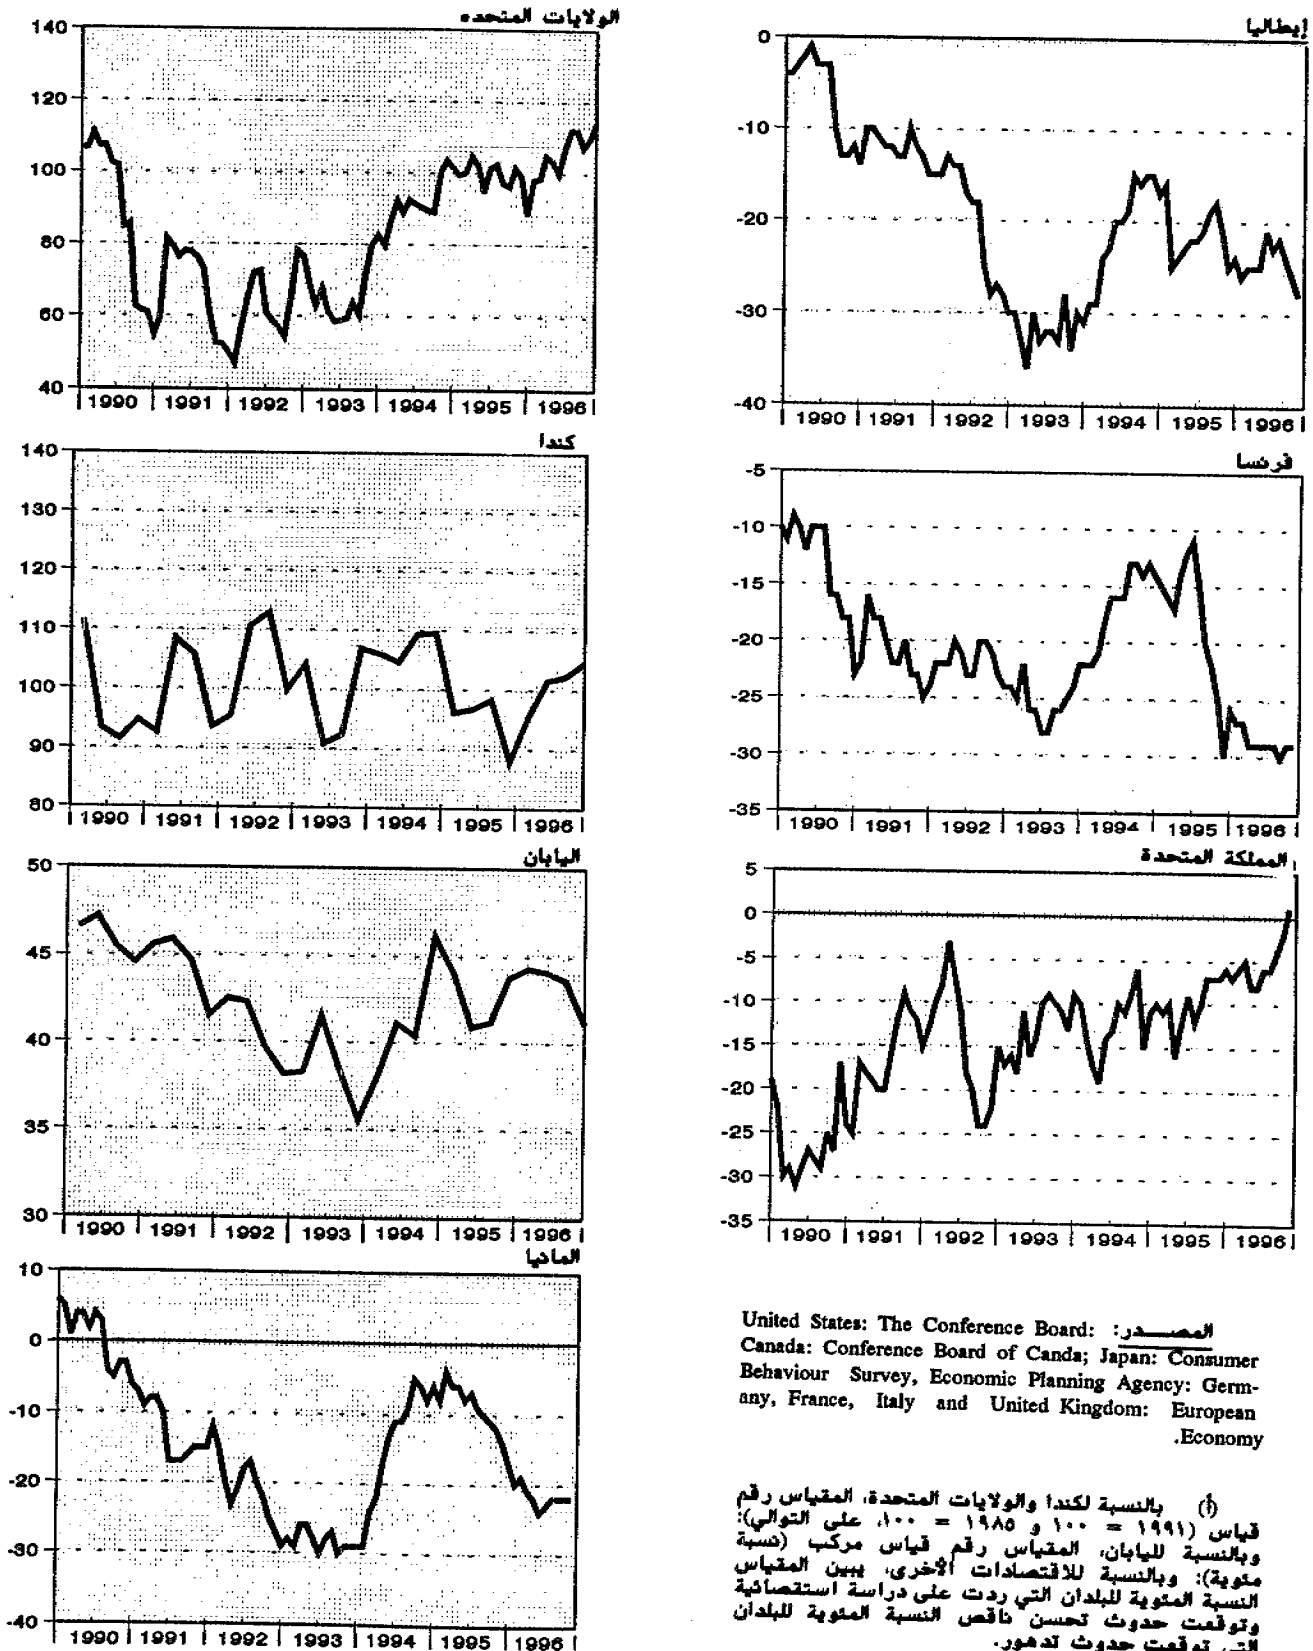 الولايات المتحدة
140
120
100
80
60
40
1990 1991 1992 1993 1994 1995 1996
كندا
140
130
120
110
100
90
80
1990 1991 1992 1993 1994 1995 1996
اليابان
50
45
40
35
30
1990 1991 1992 1993 1994 1995 1996
المانيا
10
0
-10
-20
-30
-40
1990 1991 1992 1993 1994 1995 1996
إيطاليا
0
-10
-20
-30
-40
1990 1991 1992 1993 1994 1995 1996
فرنسا
-5
-10
-15
-20
-25
-30
-35
1990 1991 1992 1993 1994 1995 1996
المملكة المتحدة
5
0
-5
-10
-15
-20
-25
-30
-35
1990 1991 1992 1993 1994 1995 1996
المصدر: United States: The Conference Board:
Canada: Conference Board of Canda; Japan: Consumer
Behaviour Survey, Economic Planning Agency: Germ-
any, France, Italy and United Kingdom: European
Economy.
(أ) بالنسبة لكندا والولايات المتحدة، المقياس رقم
قياس (١٩٩١ = ١٠٠ و ١٩٨٥ = ١٠٠، على التوالي):
وبالنسبة لليابان، المقياس رقم قياس مركب (نسبة
مئوية): وبالنسبة للاقتصادات الأخرى، يبين المقياس
النسبة المئوية للبلدان التي ردت على دراسة استقصائية
وتوقعت حدوث تحسن ناقص النسبة المئوية للبلدان
التي توقعت حدوث تدهور.